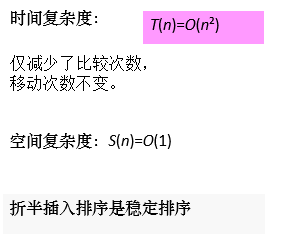 时间复杂度： T(n)=O(n²)
仅减少了比较次数，
移动次数不变。
空间复杂度：S(n)=O(1)
折半插入排序是稳定排序